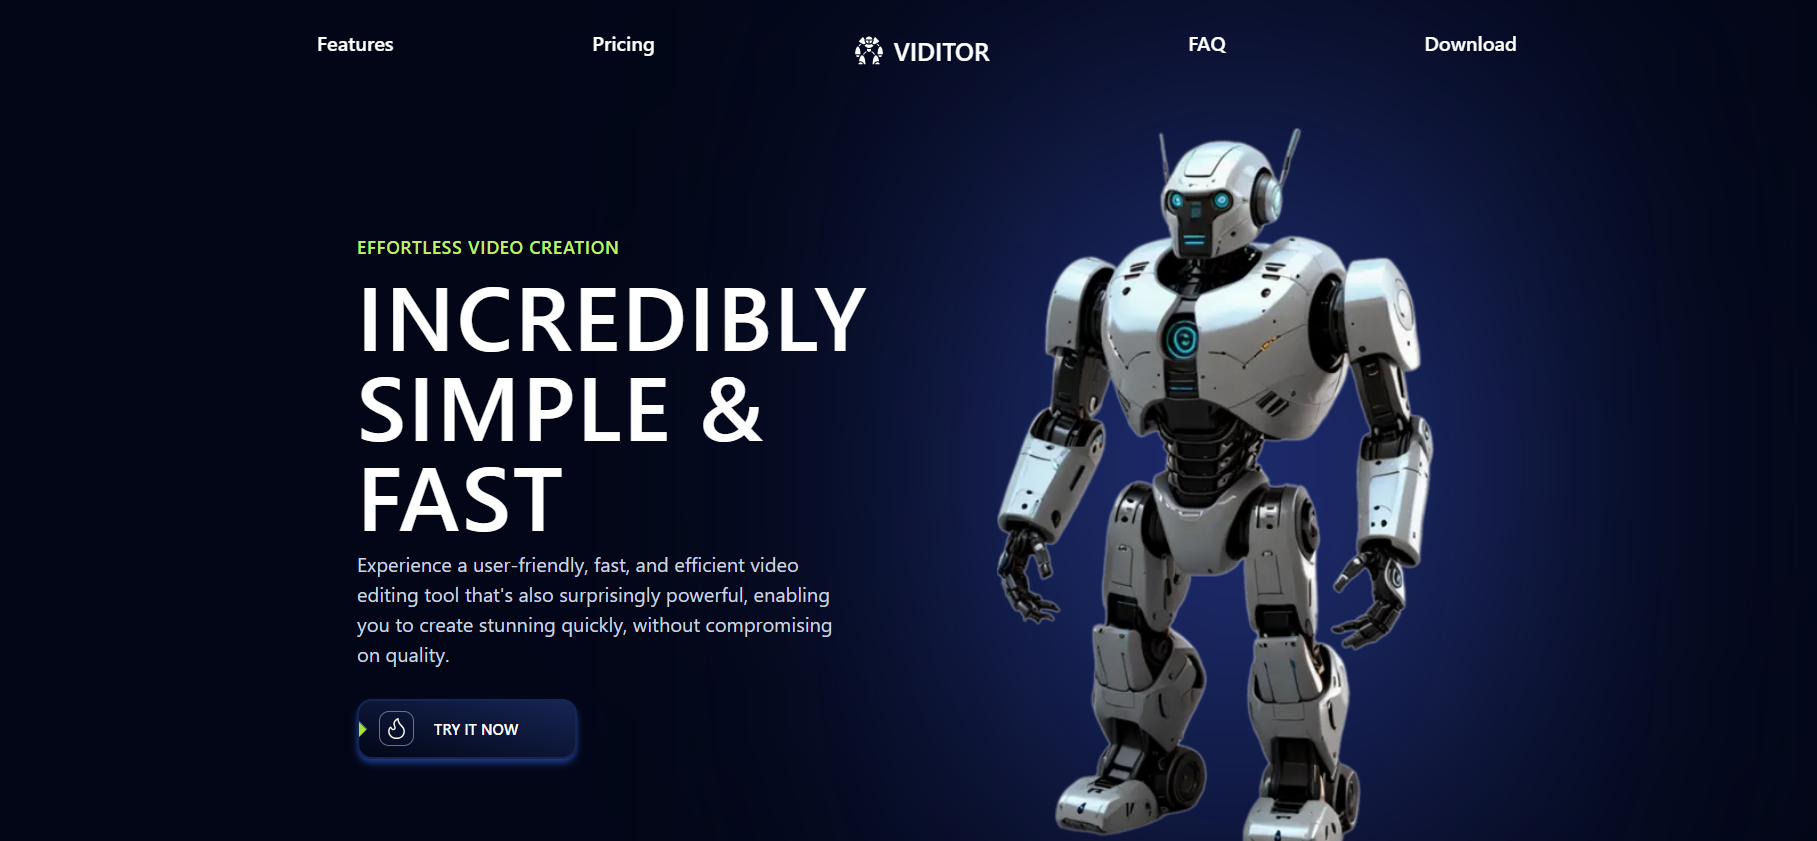 Features
Pricing
VIDITOR
FAQ
Download
EFFORTLESS VIDEO CREATION
INCREDIBLY
SIMPLE &
FAST
Experience a user-friendly, fast, and efficient video
editing tool that's also surprisingly powerful, enabling
you to create stunning quickly, without compromising
on quality.
TRY IT NOW